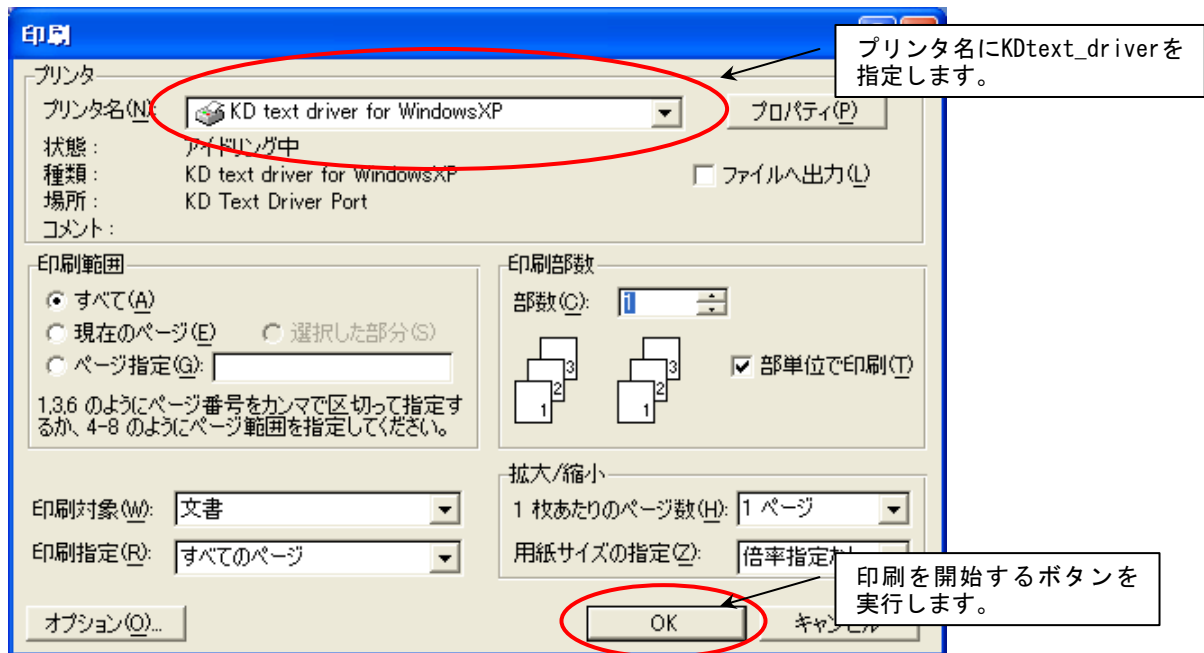 印刷
プリンタ名にKDtext_driverを
指定します。
プリンタ
プリンタ名(N):
KD text driver for WindowsXP
プロパティ(P)
状態：
アイドリング中
種類：
KD text driver for WindowsXP
ファイルへ出力(L)
場所：
KD Text Driver Port
コメント：
印刷範囲
すべて(A)
現在のページ(E)
選択した部分(S)
ページ指定(G):
1,3,6 のようにページ番号をカンマで区切って指定す
るか、4-8 のようにページ範囲を指定してください。
印刷部数
部数(C):
1
3
2
1
3
2
1
部単位で印刷(T)
印刷対象(W):
文書
印刷指定(R):
すべてのページ
拡大/縮小
1 枚あたりのページ数(H):
1 ページ
用紙サイズの指定(Z):
倍率指定
印刷を開始するボタンを
実行します。
オプション(O)...
OK
キャンセル